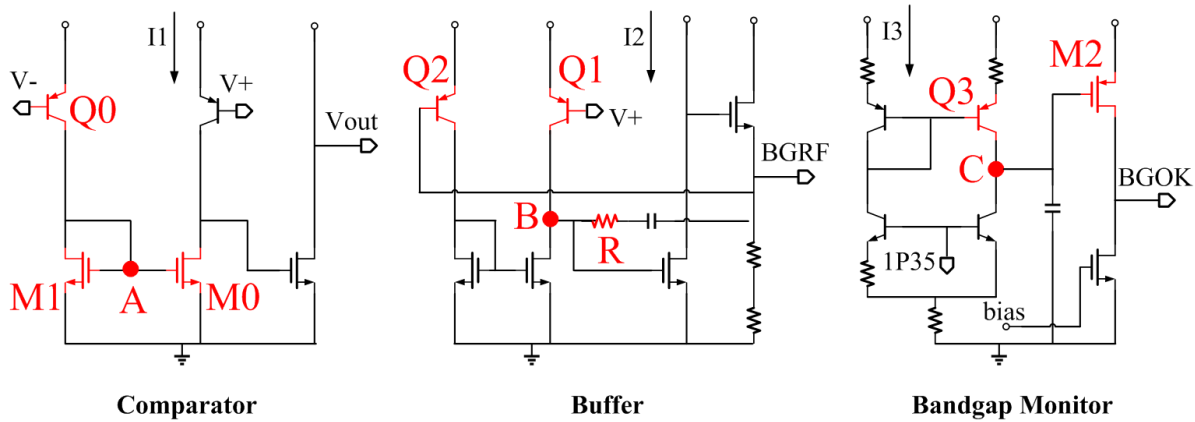 I1
V-
Q0
V+
Vout
M1
A
M0
Comparator
I2
Q2
Q1
V+
BGRF
B
R
Buffer
I3
M2
Q3
C
BGOK
1P35
bias
Bandgap Monitor